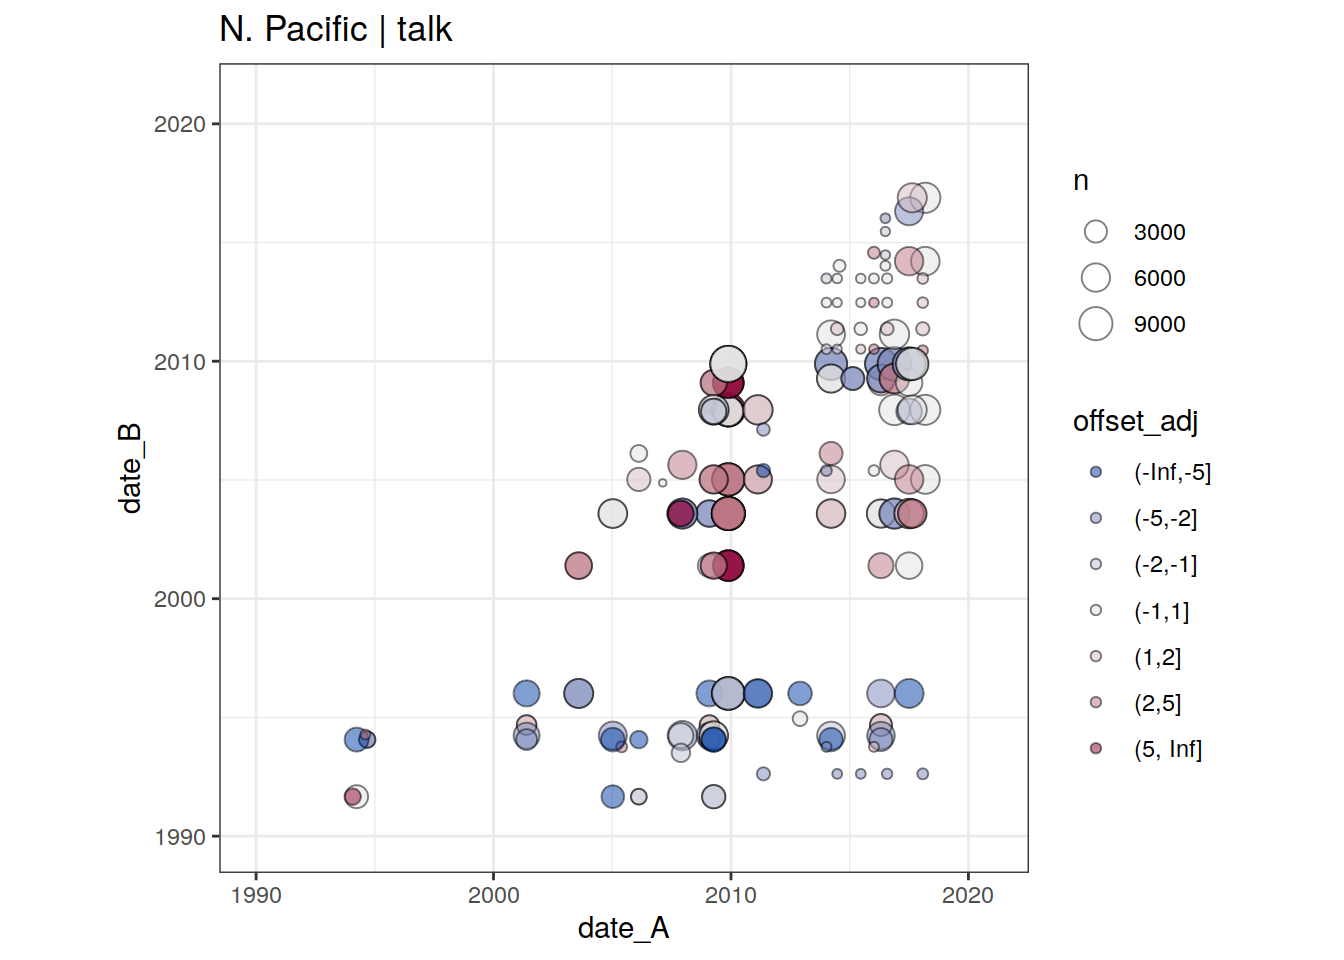 N. Pacific | talk
date_B
2020
2010
2000
1990
1990 2000 2010 2020
date_A
n
3000
6000
9000
offset_adj
(-Inf,-5]
(-5,-2]
(-2,-1]
(-1,1]
(1,2]
(2,5]
(5, Inf]